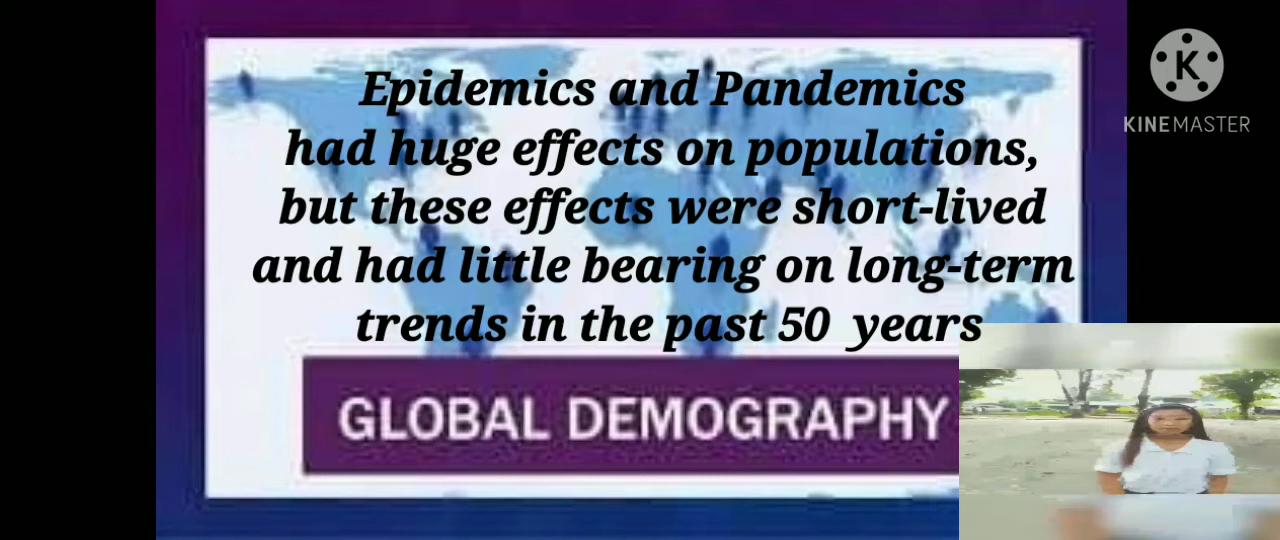 Epidemics and Pandemics
had huge effects on populations,
but these effects were short-lived
and had little bearing on long-term
trends in the past 50 years
GLOBAL DEMOGRAPHY
K
KINEMASTER